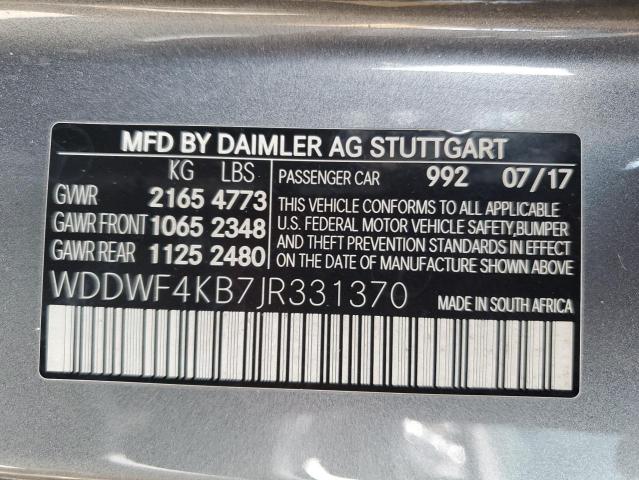 MFD BY DAIMLER AG STUTTGART
KG LBS
GVWR 2165 4773
GAWR FRONT 1065 2348
GAWR REAR 1125 2480
PASSENGER CAR 992 07/17
THIS VEHICLE CONFORMS TO ALL APPLICABLE
U.S. FEDERAL MOTOR VEHICLE SAFETY,BUMPER
AND THEFT PREVENTION STANDARDS IN EFFECT
ON THE DATE OF MANUFACTURE SHOWN ABOVE.
WDDWF4KB7JR331370 MADE IN SOUTH AFRICA